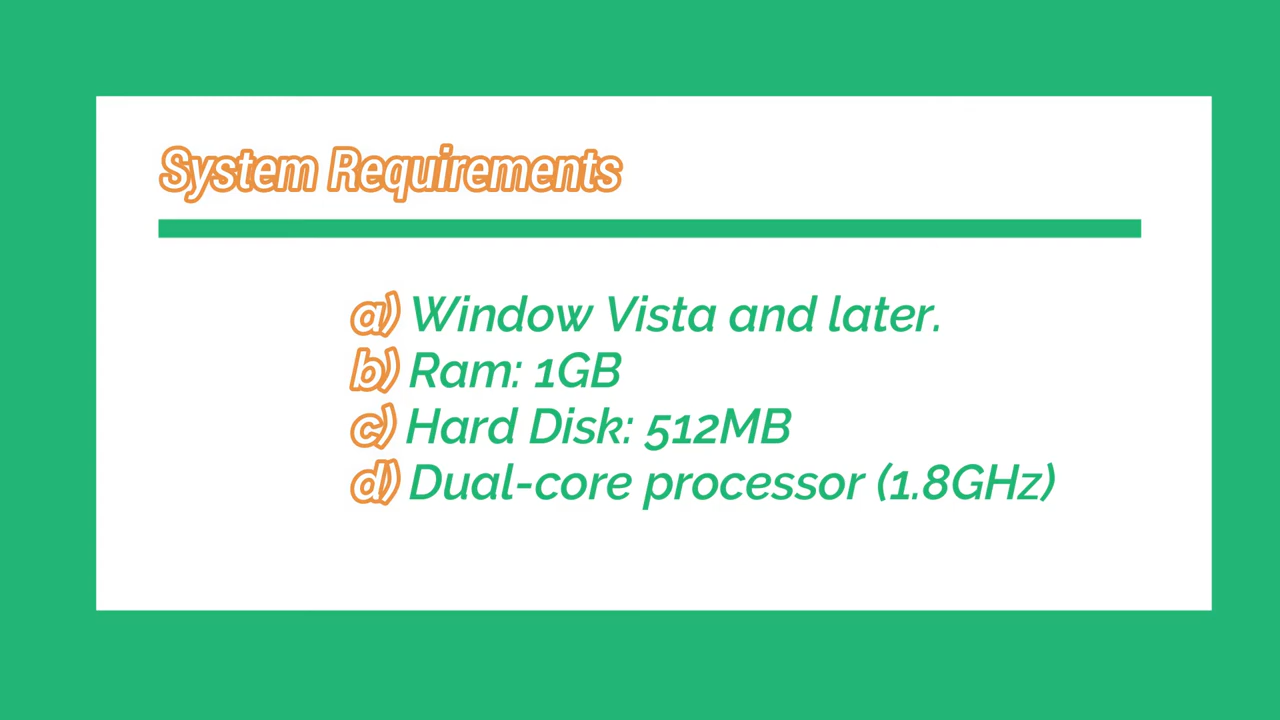 System Requirements
a) Window Vista and later.
b) Ram: 1GB
c) Hard Disk: 512MB
d) Dual-core processor (1.8GHz)